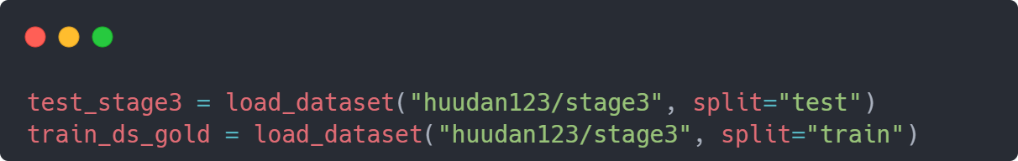 test_stage3 = load_dataset("huudan123/stage3", split="test")
train_ds_gold = load_dataset("huudan123/stage3", split="train")